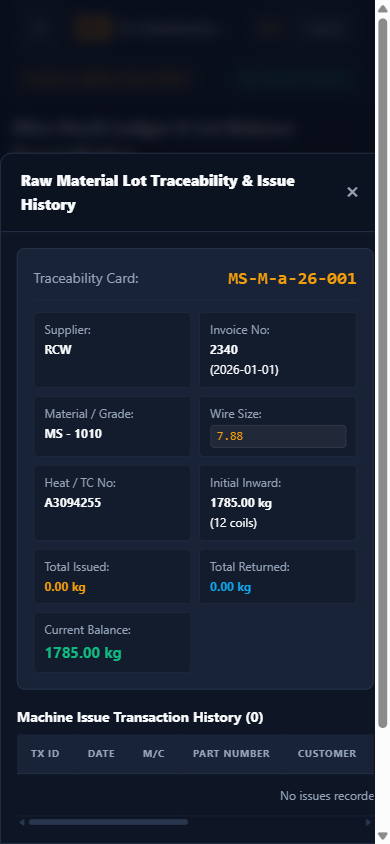 Raw Material Lot Traceability & Issue
History
×
Traceability Card:
MS-M-a-26-001
Supplier:
RCW
Invoice No:
2340
(2026-01-01)
Material / Grade:
MS - 1010
Wire Size:
7.88
Heat / TC No:
A3094255
Initial Inward:
1785.00 kg
(12 coils)
Total Issued:
0.00 kg
Total Returned:
0.00 kg
Current Balance:
1785.00 kg
Machine Issue Transaction History (0)
TX ID DATE M/C PART NUMBER CUSTOMER
No issues recorde